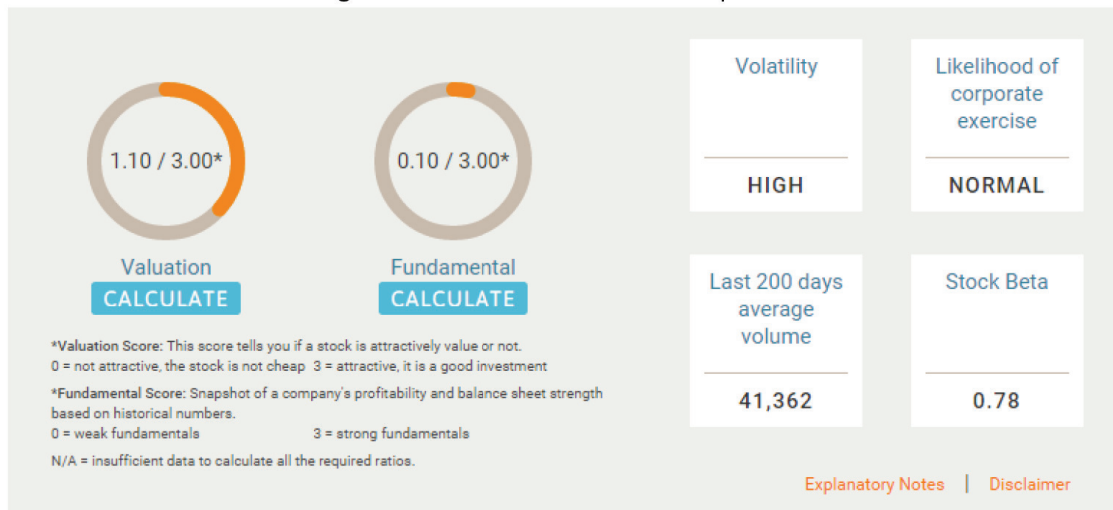 1.10 / 3.00*
0.10 / 3.00*
Valuation
CALCULATE
Fundamental
CALCULATE
*Valuation Score: This score tells you if a stock is attractively value or not.
0 = not attractive, the stock is not cheap 3 = attractive, it is a good investment
*Fundamental Score: Snapshot of a company's profitability and balance sheet strength
based on historical numbers.
0 = weak fundamentals 3 = strong fundamentals
N/A = insufficient data to calculate all the required ratios.
Volatility
HIGH
Likelihood of
corporate
exercise
NORMAL
Last 200 days
average
volume
41,362
Stock Beta
0.78
Explanatory Notes | Disclaimer